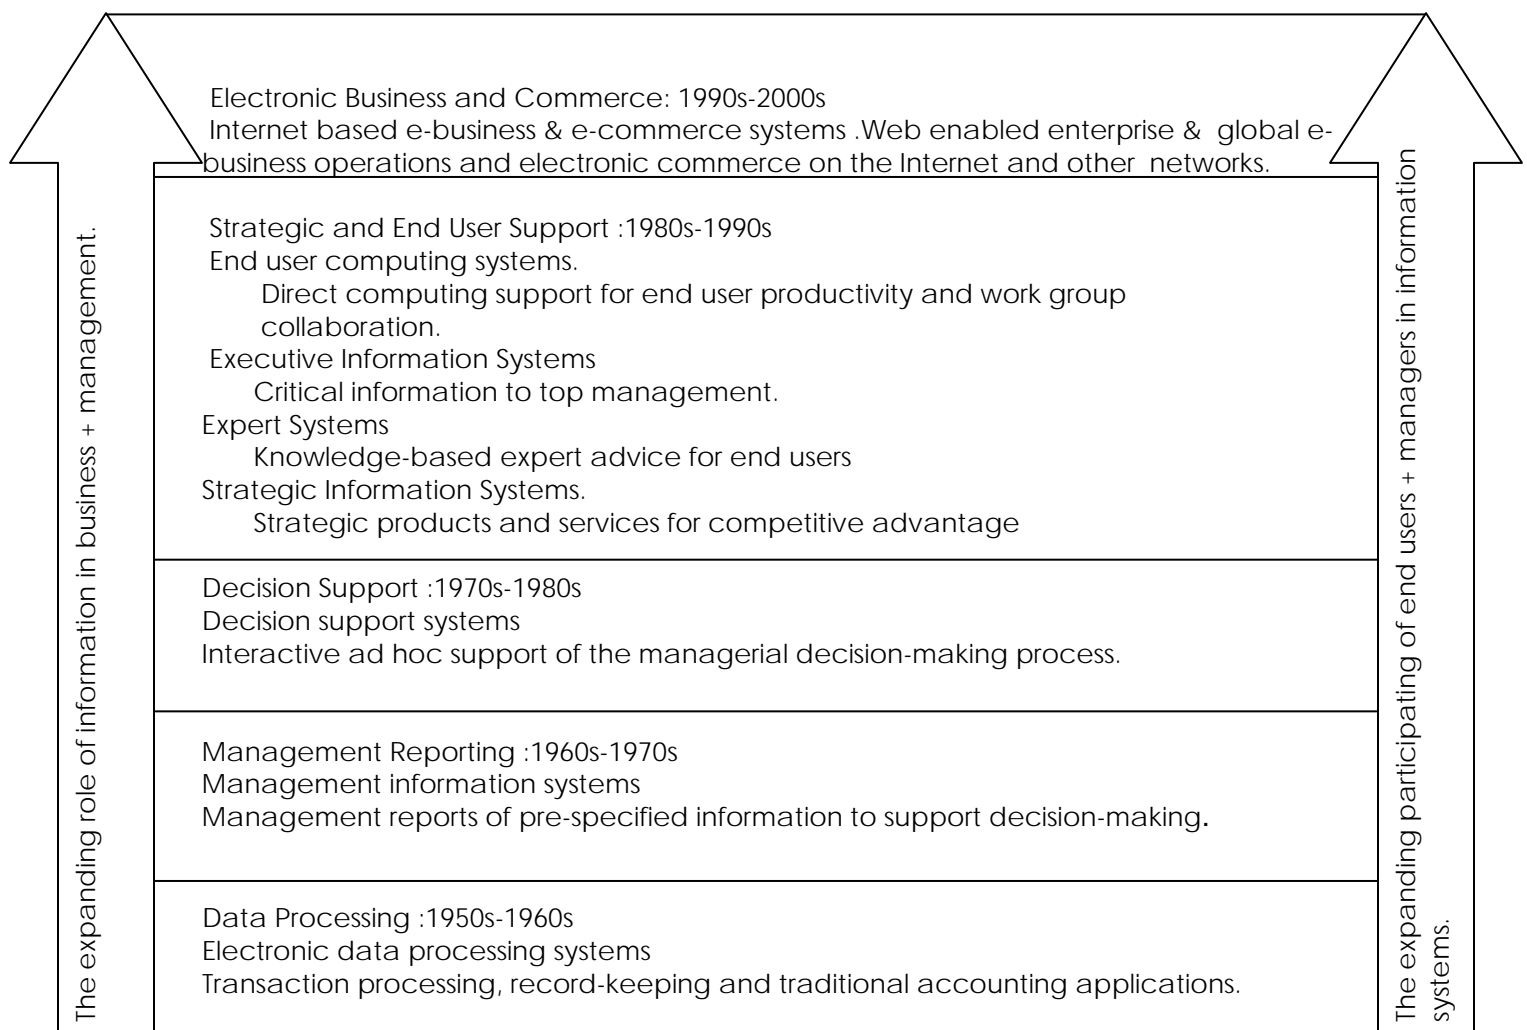 Electronic Business and Commerce: 1990s-2000s
Internet based e-business & e-commerce systems .Web enabled enterprise & global e-
business operations and electronic commerce on the Internet and other networks.
Strategic and End User Support :1980s-1990s
End user computing systems.
Direct computing support for end user productivity and work group
collaboration.
Executive Information Systems
Critical information to top management.
Expert Systems
Knowledge-based expert advice for end users
Strategic Information Systems.
Strategic products and services for competitive advantage
Decision Support :1970s-1980s
Decision support systems
Interactive ad hoc support of the managerial decision-making process.
Management Reporting :1960s-1970s
Management information systems
Management reports of pre-specified information to support decision-making.
Data Processing :1950s-1960s
Electronic data processing systems
Transaction processing, record-keeping and traditional accounting applications.
The expanding role of information in business + management.
The expanding participating of end users + managers in information
systems.